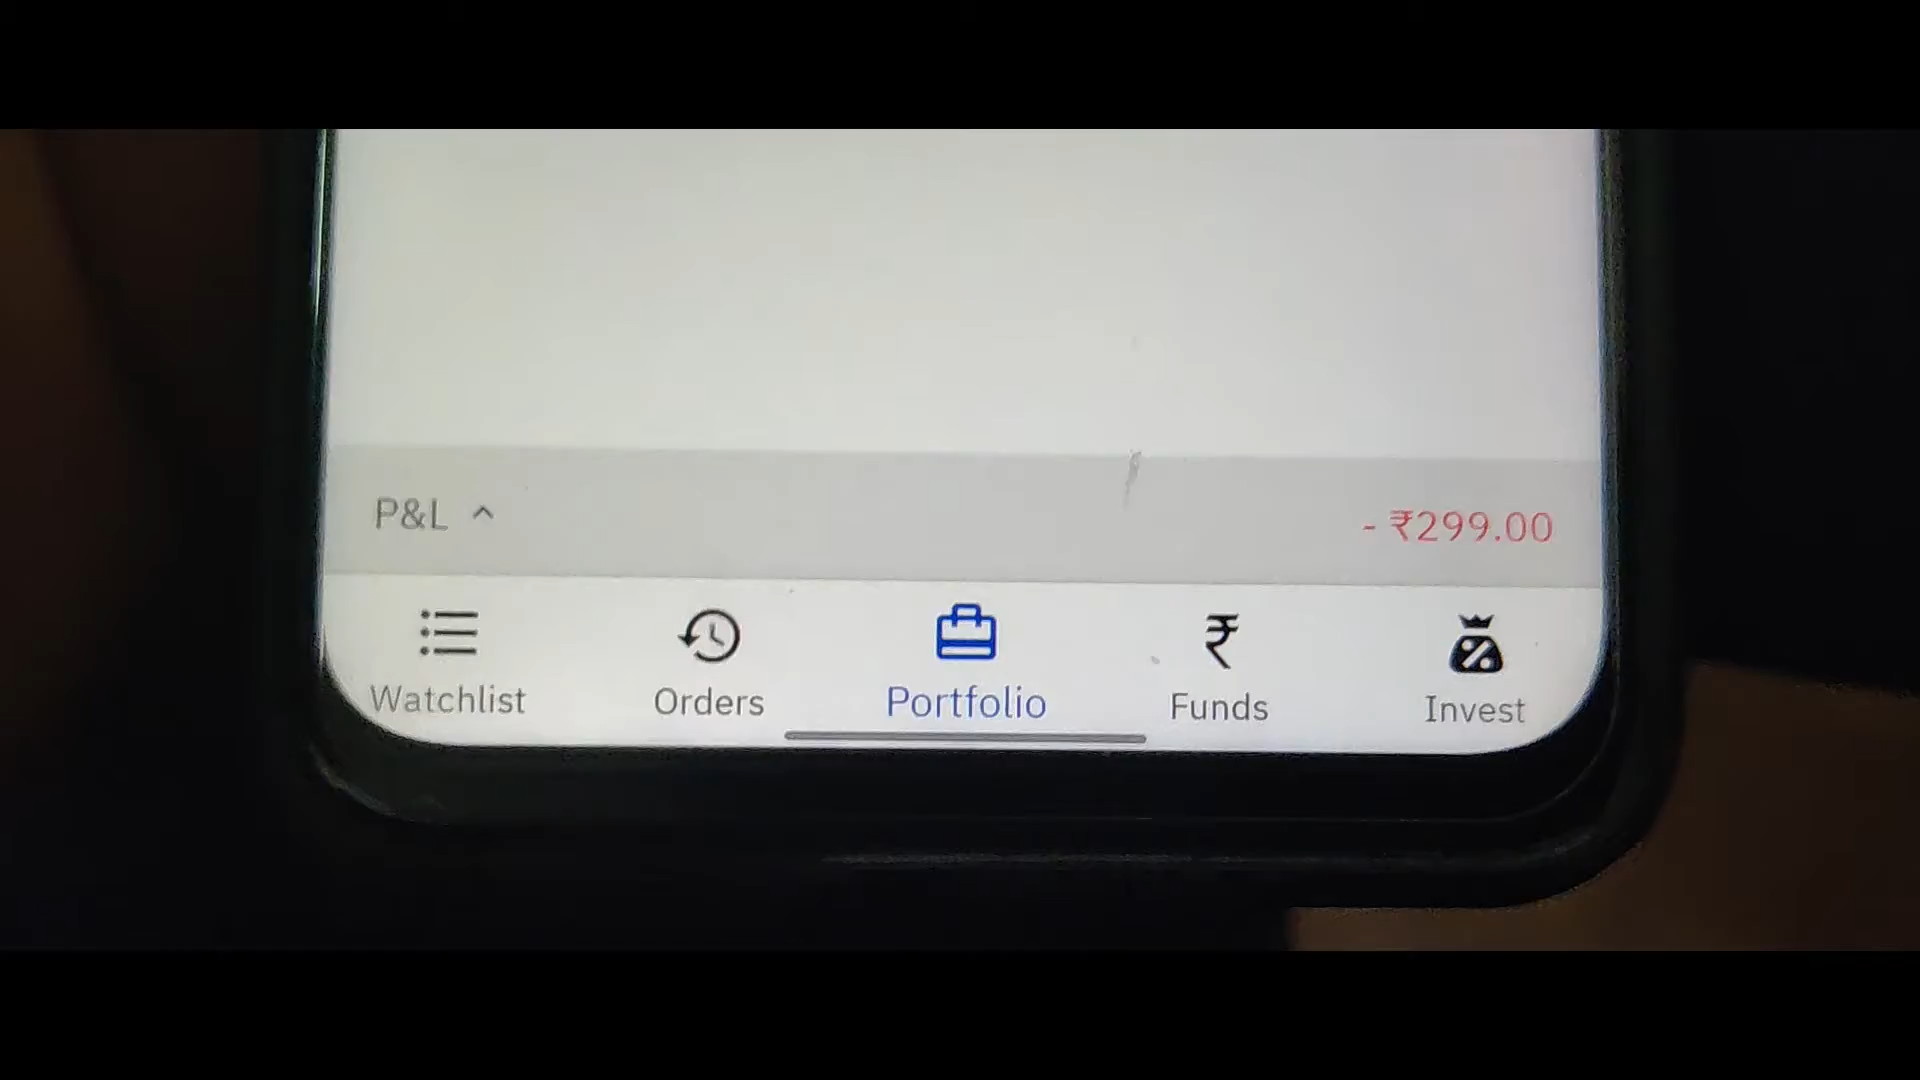 P&L ^ - ₹299.00
Watchlist Orders Portfolio Funds Invest